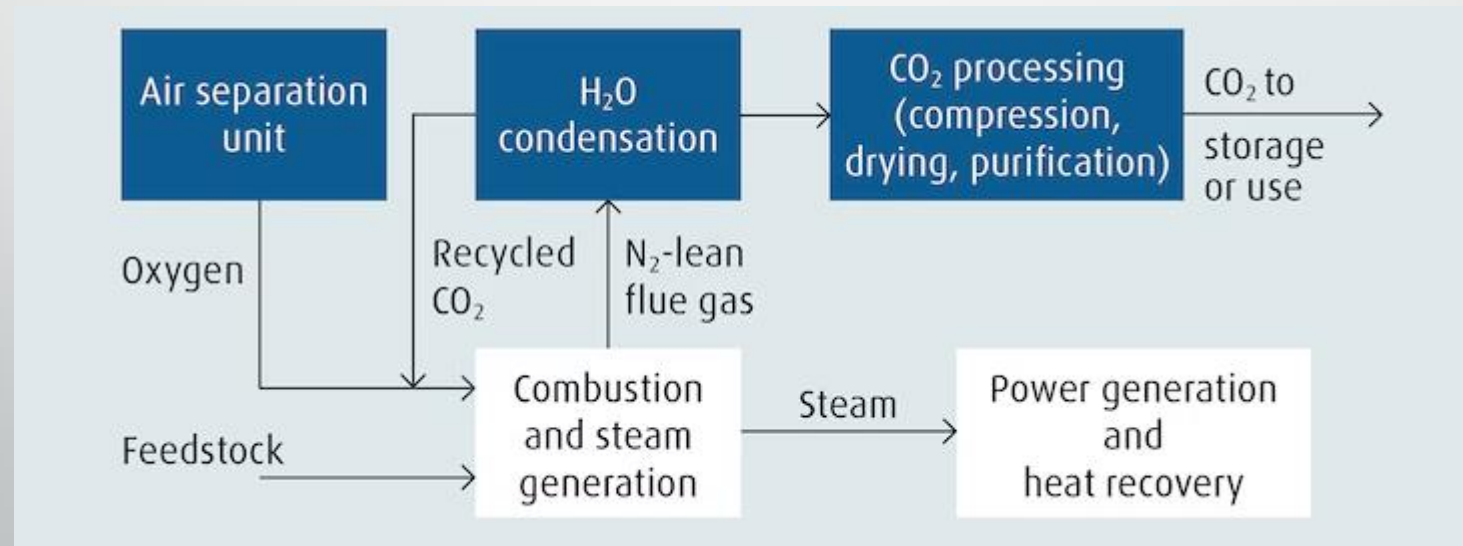 Air separation
unit
H₂O
condensation
CO₂ processing
(compression,
drying, purification)
CO₂ to
storage
or use
Oxygen
Recycled
CO₂
N₂-lean
flue gas
Feedstock
Combustion
and steam
generation
Steam
Power generation
and
heat recovery